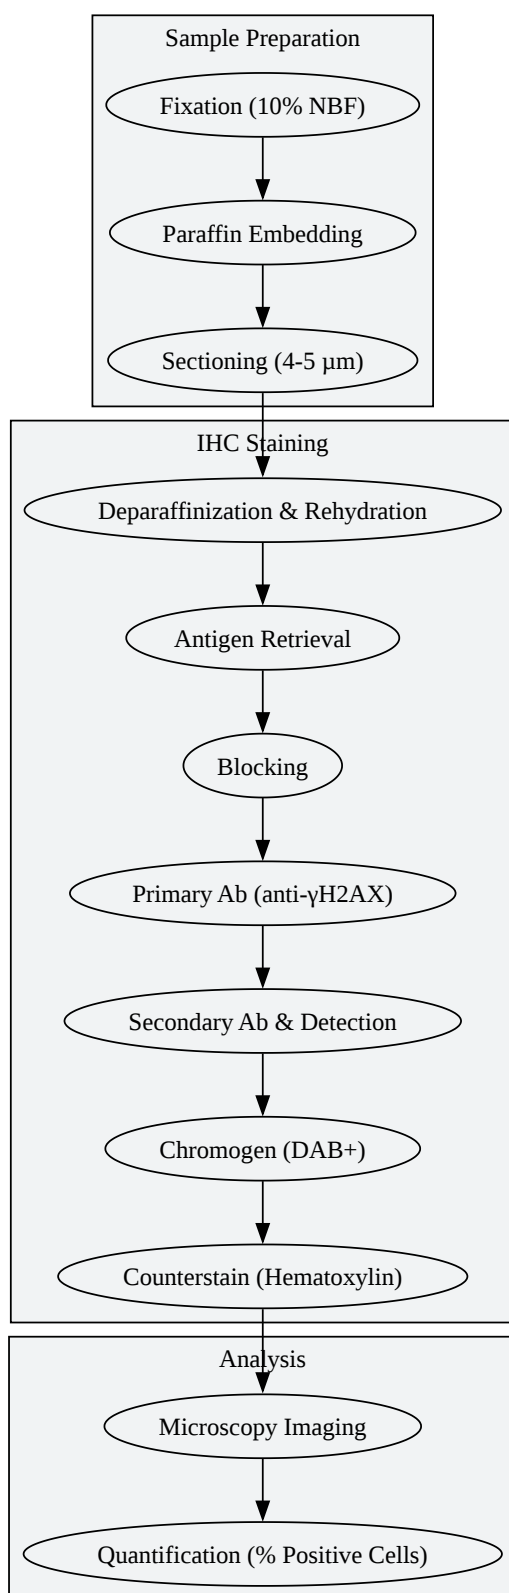 Sample Preparation
Fixation (10% NBF)
Paraffin Embedding
Sectioning (4-5 µm)
IHC Staining
Deparaffinization & Rehydration
Antigen Retrieval
Blocking
Primary Ab (anti-γH2AX)
Secondary Ab & Detection
Chromogen (DAB+)
Counterstain (Hematoxylin)
Analysis
Microscopy Imaging
Quantification (% Positive Cells)